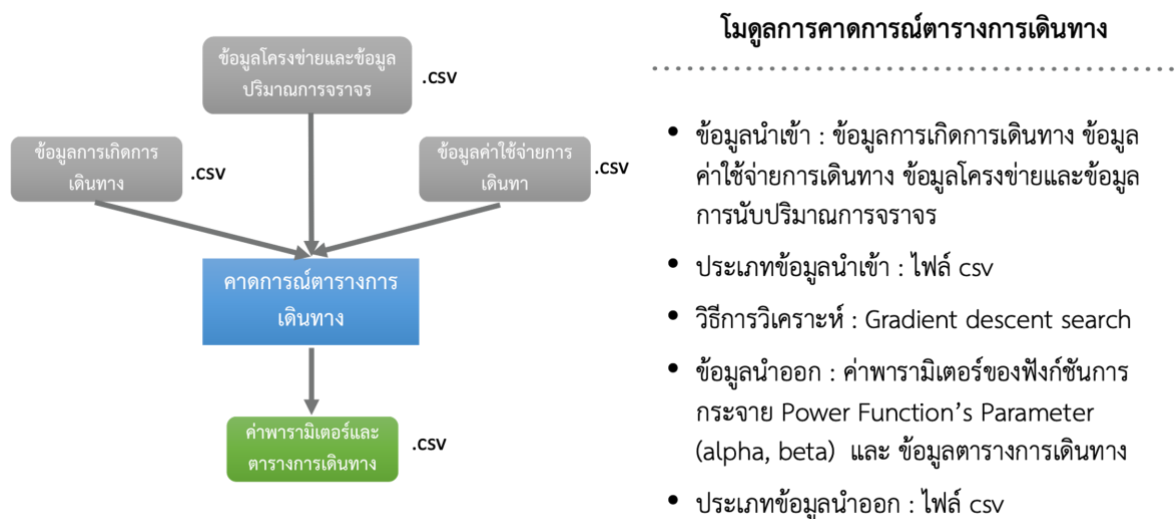 ข้อมูลโครงข่ายและข้อมูล
ปริมาณการจราจร
.csv
ข้อมูลการเกิดการ
เดินทาง
.csv
ข้อมูลค่าใช้จ่ายการ
เดินทา
.csv
คาดการณ์ตารางการ
เดินทาง
ค่าพารามิเตอร์และ
ตารางการเดินทาง
.csv
โมดูลการคาดการณ์ตารางการเดินทาง
• ข้อมูลนำเข้า : ข้อมูลการเกิดการเดินทาง ข้อมูล
ค่าใช้จ่ายการเดินทาง ข้อมูลโครงข่ายและข้อมูล
การนับปริมาณการจราจร
• ประเภทข้อมูลนำเข้า : ไฟล์ csv
• วิธีการวิเคราะห์ : Gradient descent search
• ข้อมูลนำออก : ค่าพารามิเตอร์ของฟังก์ชันการ
กระจาย Power Function's Parameter
(alpha, beta) และ ข้อมูลตารางการเดินทาง
• ประเภทข้อมูลนำออก : ไฟล์ csv